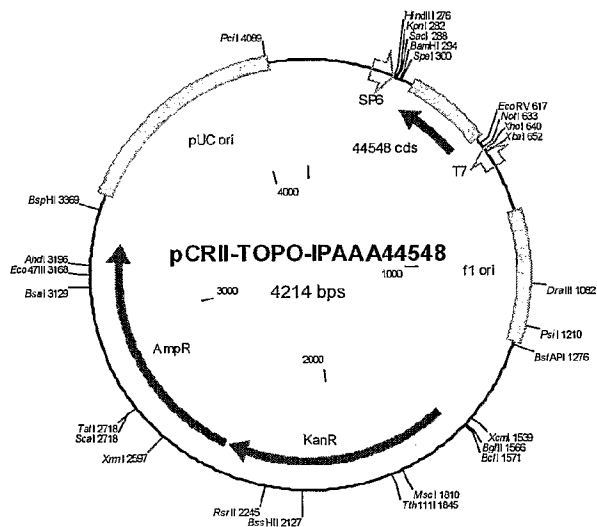 HindIII 276
KpnI 282
SacI 288
BamHI 294
SpeI 300
PciI 4089
SP6
EcoRV 617
NotI 633
XhoI 640
XbaI 652
pUC ori
44548 cds
T7
4000
BspHI 3369
pCRII-TOPO-IPAAA44548
AhdI 3196
Eco47III 3168
BsaI 3129
3000
4214 bps
1000
f1 ori
DraIII 1082
PsiI 1210
BstAPI 1276
AmpR
2000
TatI 2718
ScaI 2718
XmnI 2597
KanR
XcmI 1539
BglII 1566
BclI 1571
MscI 1810
Tth111I 1845
RsrII 2245
BssHII 2127